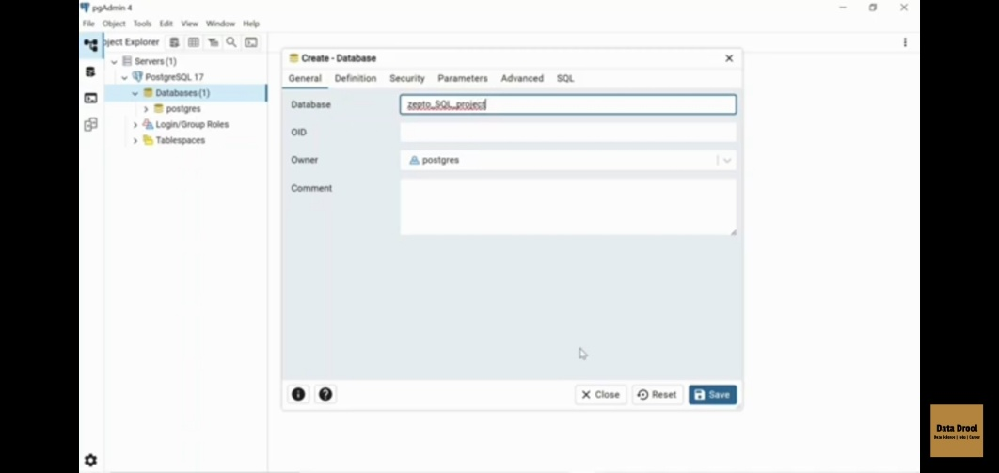 pgAdmin 4
File Object Tools Edit View Window Help
ject Explorer
Servers (1)
PostgreSQL 17
Databases (1)
postgres
Login/Group Roles
Tablespaces
Create - Database
General Definition Security Parameters Advanced SQL
Database zepto_SQL_project
OID
Owner postgres
Comment
Close Reset Save
Data Drool